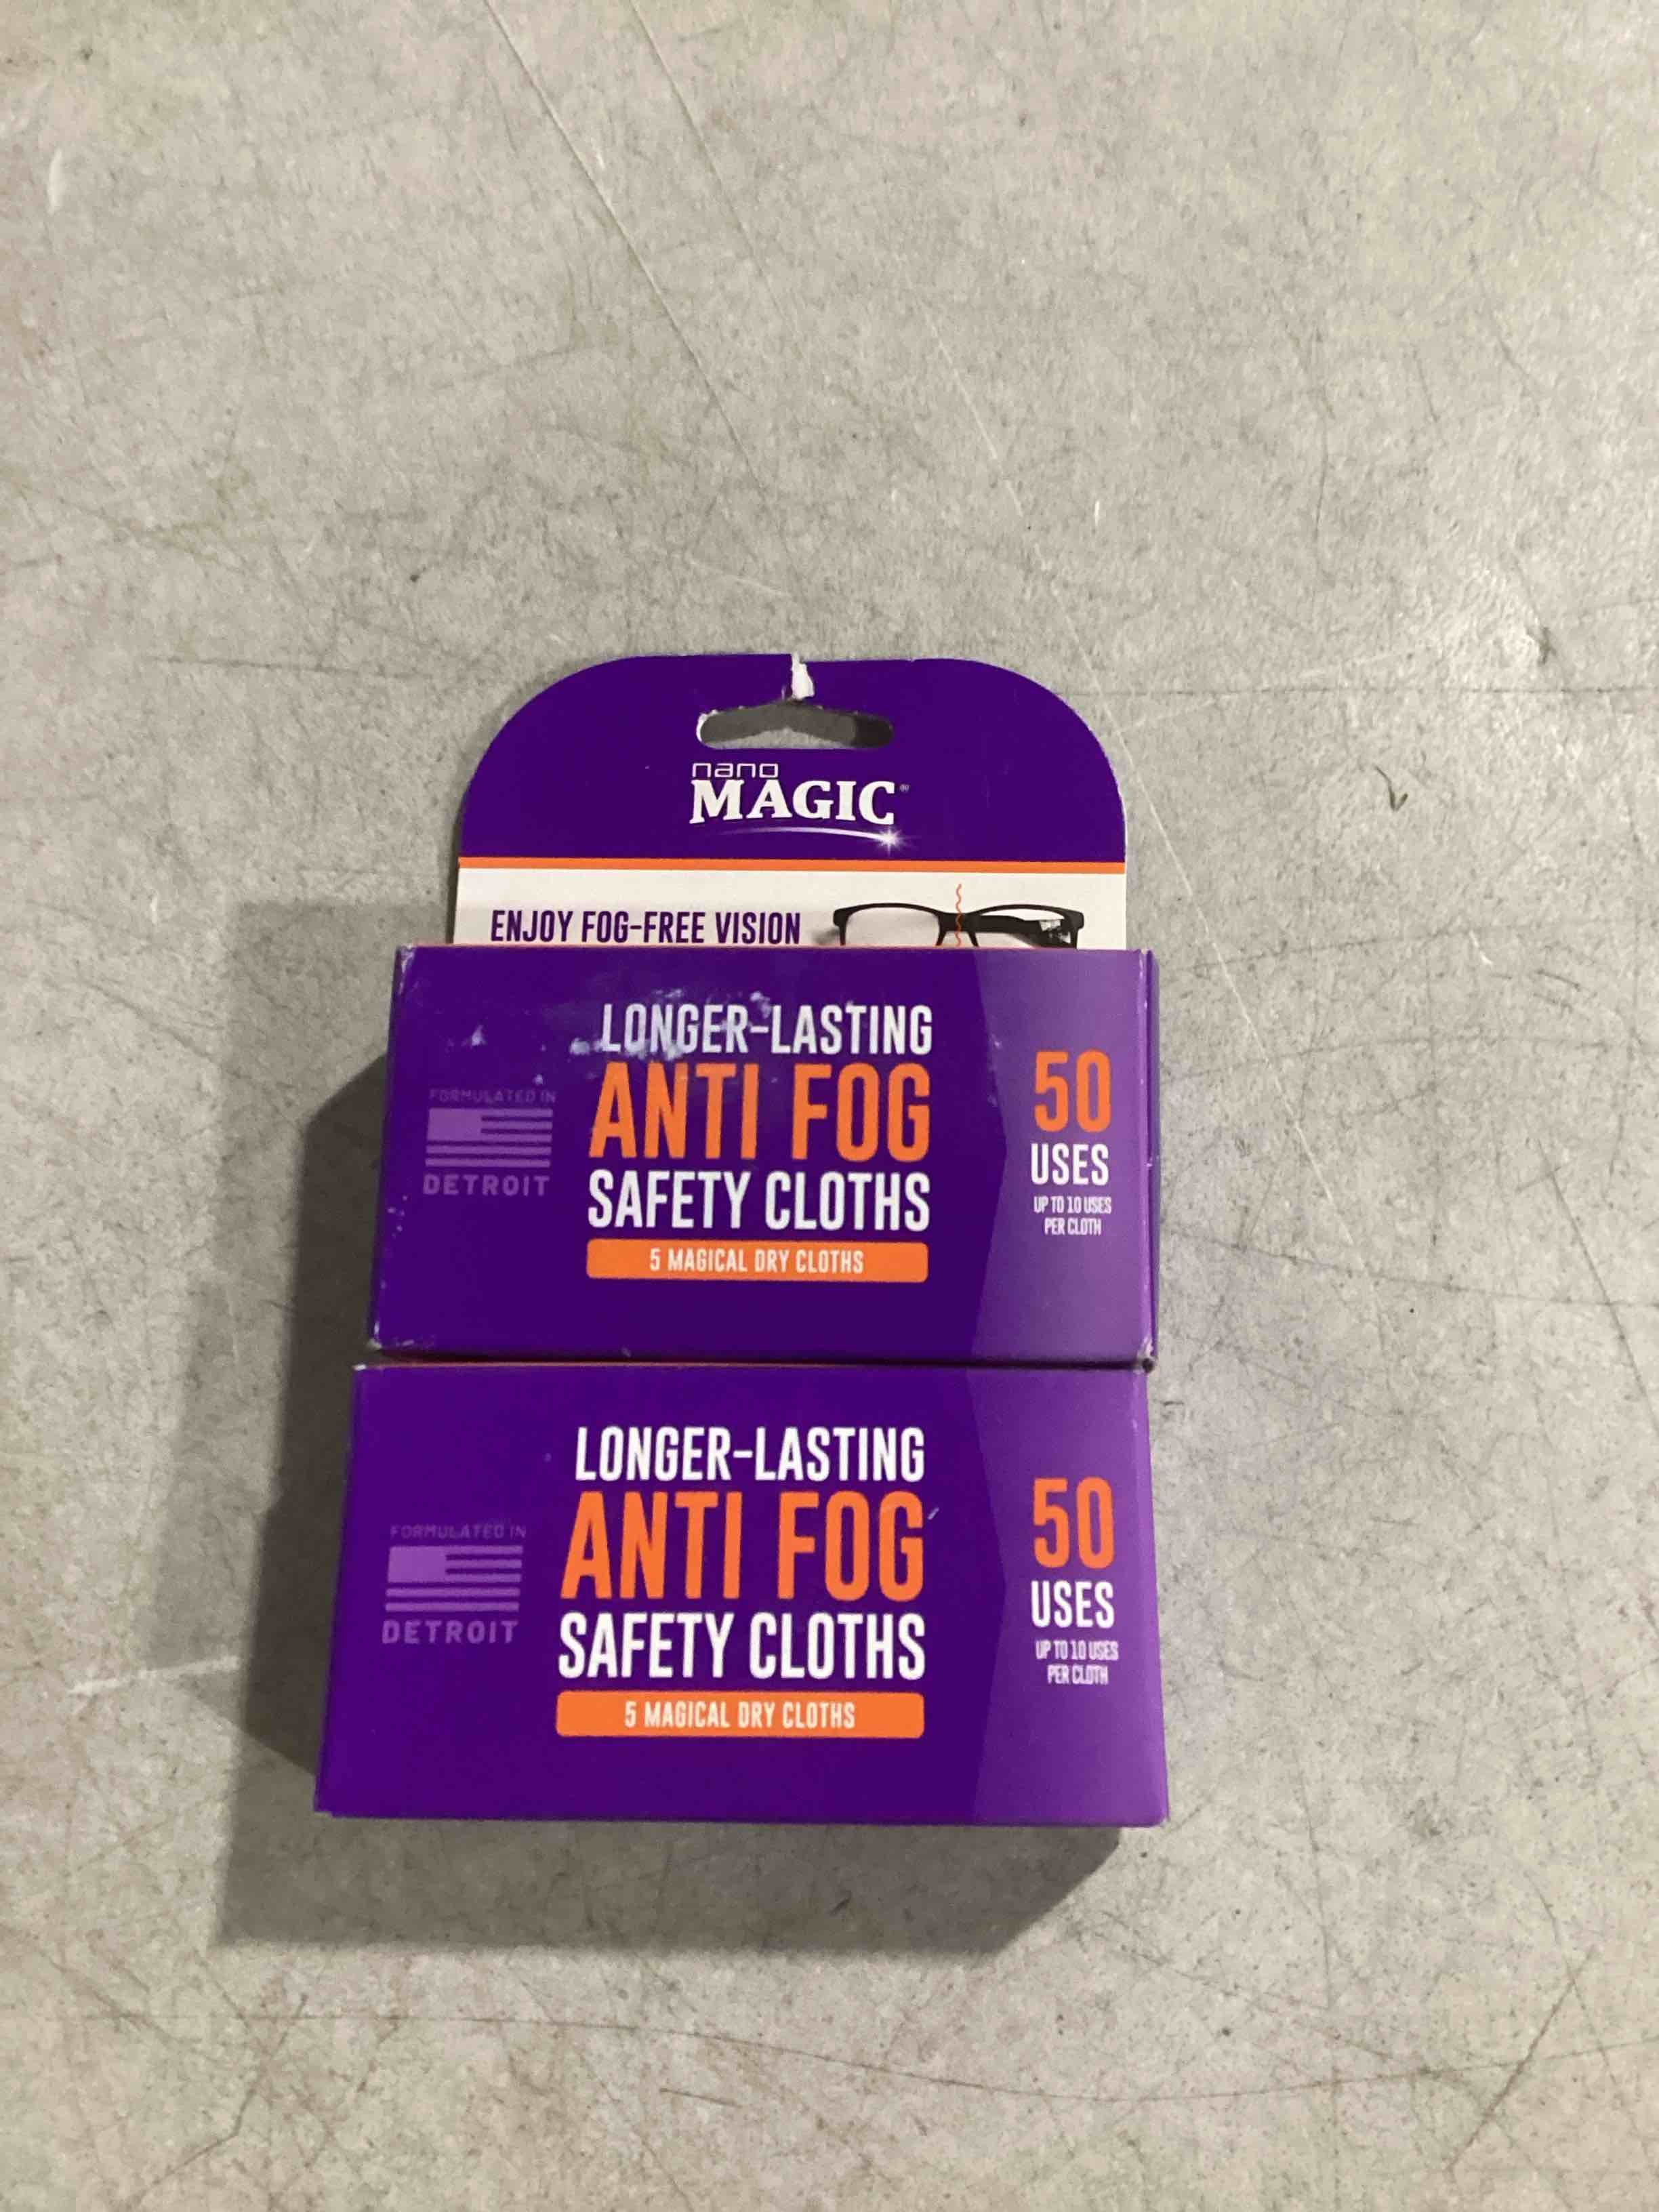 nano
MAGIC®
ENJOY FOG-FREE VISION
LONGER-LASTING
ANTI FOG
SAFETY CLOTHS
5 MAGICAL DRY CLOTHS
FORMULATED IN
DETROIT
50
USES
UP TO 10 USES
PER CLOTH
LONGER-LASTING
ANTI FOG
SAFETY CLOTHS
5 MAGICAL DRY CLOTHS
FORMULATED IN
DETROIT
50
USES
UP TO 10 USES
PER CLOTH